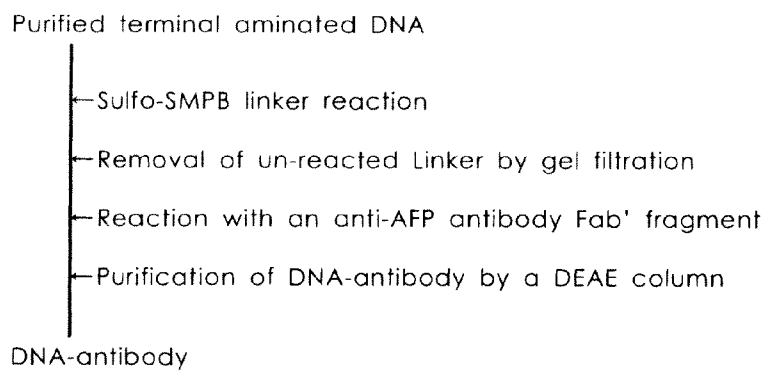 Purified terminal aminated DNA
Sulfo-SMPB linker reaction
Removal of un-reacted Linker by gel filtration
Reaction with an anti-AFP antibody Fab' fragment
Purification of DNA-antibody by a DEAE column
DNA-antibody